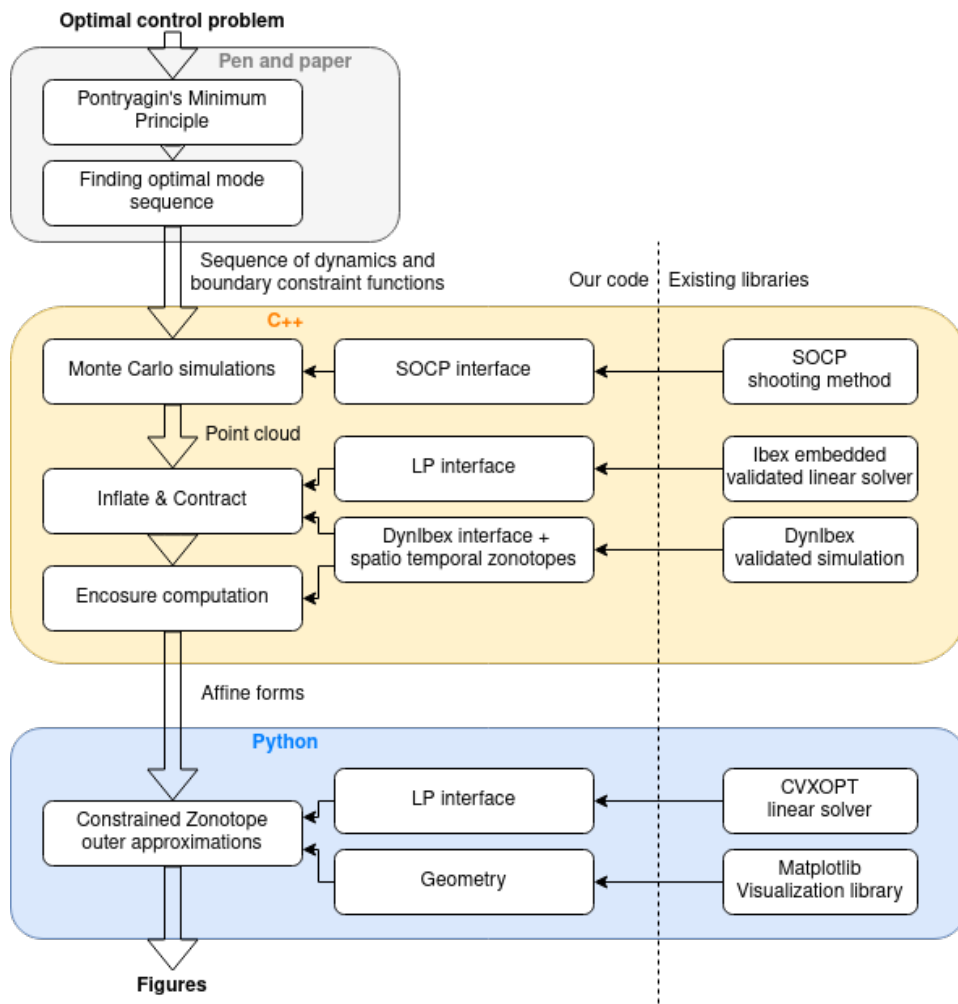 Optimal control problem
Pen and paper
Pontryagin's Minimum
Principle
Finding optimal mode
sequence
Sequence of dynamics and
boundary constraint functions
Our code
Existing libraries
C++
Monte Carlo simulations
SOCP interface
SOCP
shooting method
Point cloud
LP interface
Ibex embedded
validated linear solver
Inflate & Contract
DynIbex interface +
spatio temporal zonotopes
DynIbex
validated simulation
Encosure computation
Affine forms
Python
LP interface
CVXOPT
linear solver
Constrained Zonotope
outer approximations
Geometry
Matplotlib
Visualization library
Figures